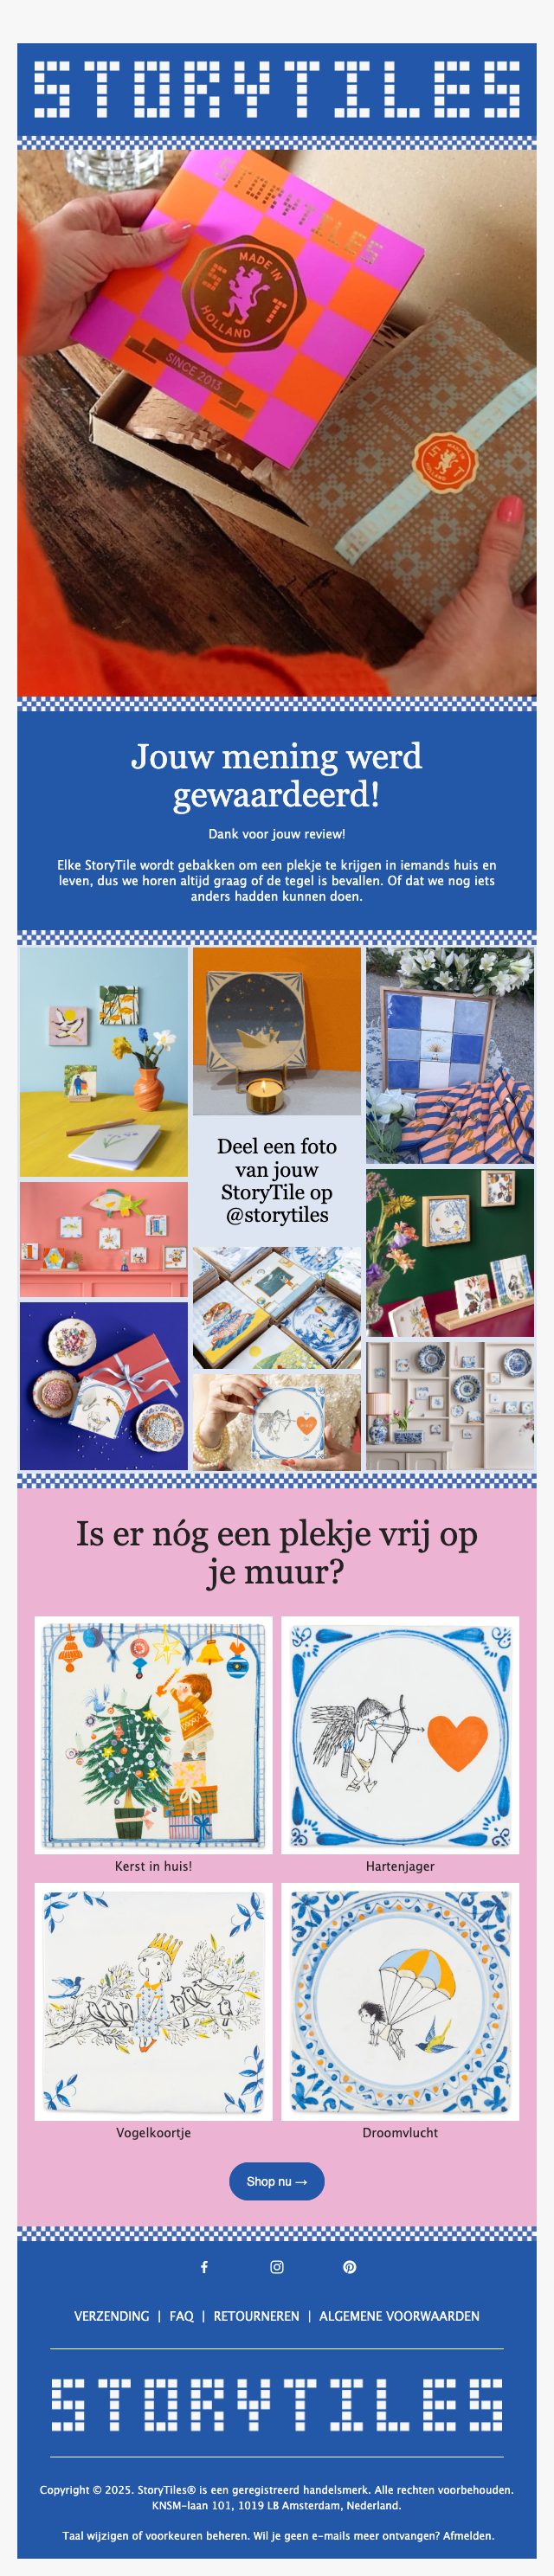 STORYTILES
STORYTILES
MADE IN
HOLLAND
S T
SINCE 2013
MADE IN
HOLLAND
Jouw mening werd
gewaardeerd!
Dank voor jouw review!
Elke StoryTile wordt gebakken om een plekje te krijgen in iemands huis en
leven, dus we horen altijd graag of de tegel is bevallen. Of dat we nog iets
anders hadden kunnen doen.
Deel een foto
van jouw
StoryTile op
@storytiles
Is er nóg een plekje vrij op
je muur?
Kerst in huis!
Hartenjager
Vogelkoortje
Droomvlucht
Shop nu →
VERZENDING | FAQ | RETOURNEREN | ALGEMENE VOORWAARDEN
STORYTILES
Copyright © 2025. StoryTiles® is een geregistreerd handelsmerk. Alle rechten voorbehouden.
KNSM-laan 101, 1019 LB Amsterdam, Nederland.
Taal wijzigen of voorkeuren beheren. Wil je geen e-mails meer ontvangen? Afmelden.